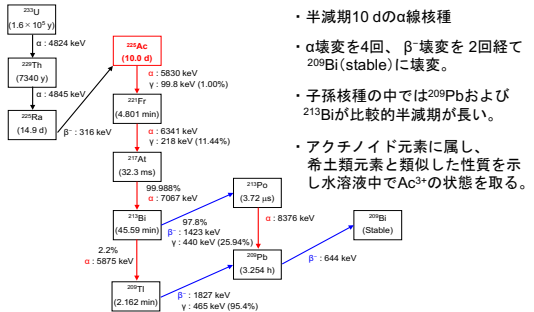 ²³³U
(1.6×10⁵ y)
α : 4824 keV
²²⁹Th
(7340 y)
α : 4845 keV
²²⁵Ra
(14.9 d)
β⁻ : 316 keV
²²⁵Ac
(10.0 d)
α : 5830 keV
γ : 99.8 keV (1.00%)
²²¹Fr
(4.801 min)
α : 6341 keV
γ : 218 keV (11.44%)
²¹⁷At
(32.3 ms)
99.988%
α : 7067 keV
²¹³Bi
(45.59 min)
97.8%
β⁻ : 1423 keV
γ : 440 keV (25.94%)
²¹³Po
(3.72 μs)
α : 8376 keV
2.2%
α : 5875 keV
²⁰⁹Tl
(2.162 min)
β⁻ : 1827 keV
γ : 465 keV (95.4%)
²⁰⁹Pb
(3.254 h)
β⁻ : 644 keV
²⁰⁹Bi
(Stable)
・半減期10 dのα線核種
・α壊変を4回、β⁻壊変を 2回経て
²⁰⁹Bi(stable)に壊変。
・子孫核種の中では²⁰⁹Pbおよび
²¹³Biが比較的半減期が長い。
・アクチノイド元素に属し、
希土類元素と類似した性質を示
し水溶液中でAc³⁺の状態を取る。